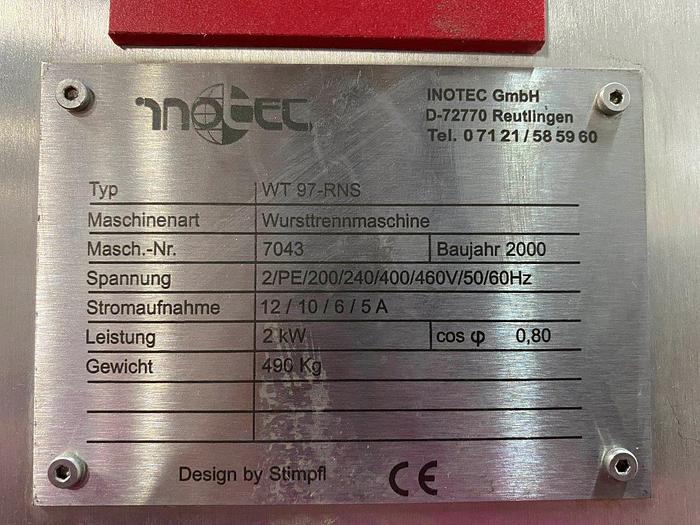 inotec
INOTEC GmbH
D-72770 Reutlingen
Tel. 0 71 21 / 58 59 60
Typ WT 97-RNS
Maschinenart Wursttrennmaschine
Masch.-Nr. 7043 Baujahr 2000
Spannung 2/PE/200/240/400/460V/50/60Hz
Stromaufnahme 12 / 10 / 6 / 5 A
Leistung 2 kW cos φ 0,80
Gewicht 490 Kg
Design by Stimpfl CE